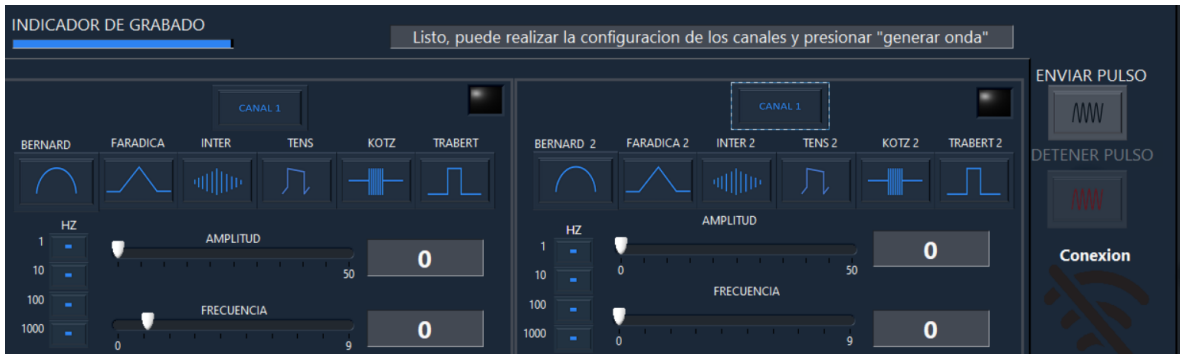 INDICADOR DE GRABADO
Listo, puede realizar la configuracion de los canales y presionar "generar onda"
ENVIAR PULSO
DETENER PULSO
Conexion
CANAL 1
BERNARD FARADICA INTER TENS KOTZ TRABERT
HZ
1
10
100
1000
AMPLITUD
50
0
FRECUENCIA
0 9
0
CANAL 1
BERNARD 2 FARADICA 2 INTER 2 TENS 2 KOTZ 2 TRABERT 2
HZ
1
10
100
1000
AMPLITUD
0 50
0
FRECUENCIA
0 9
0